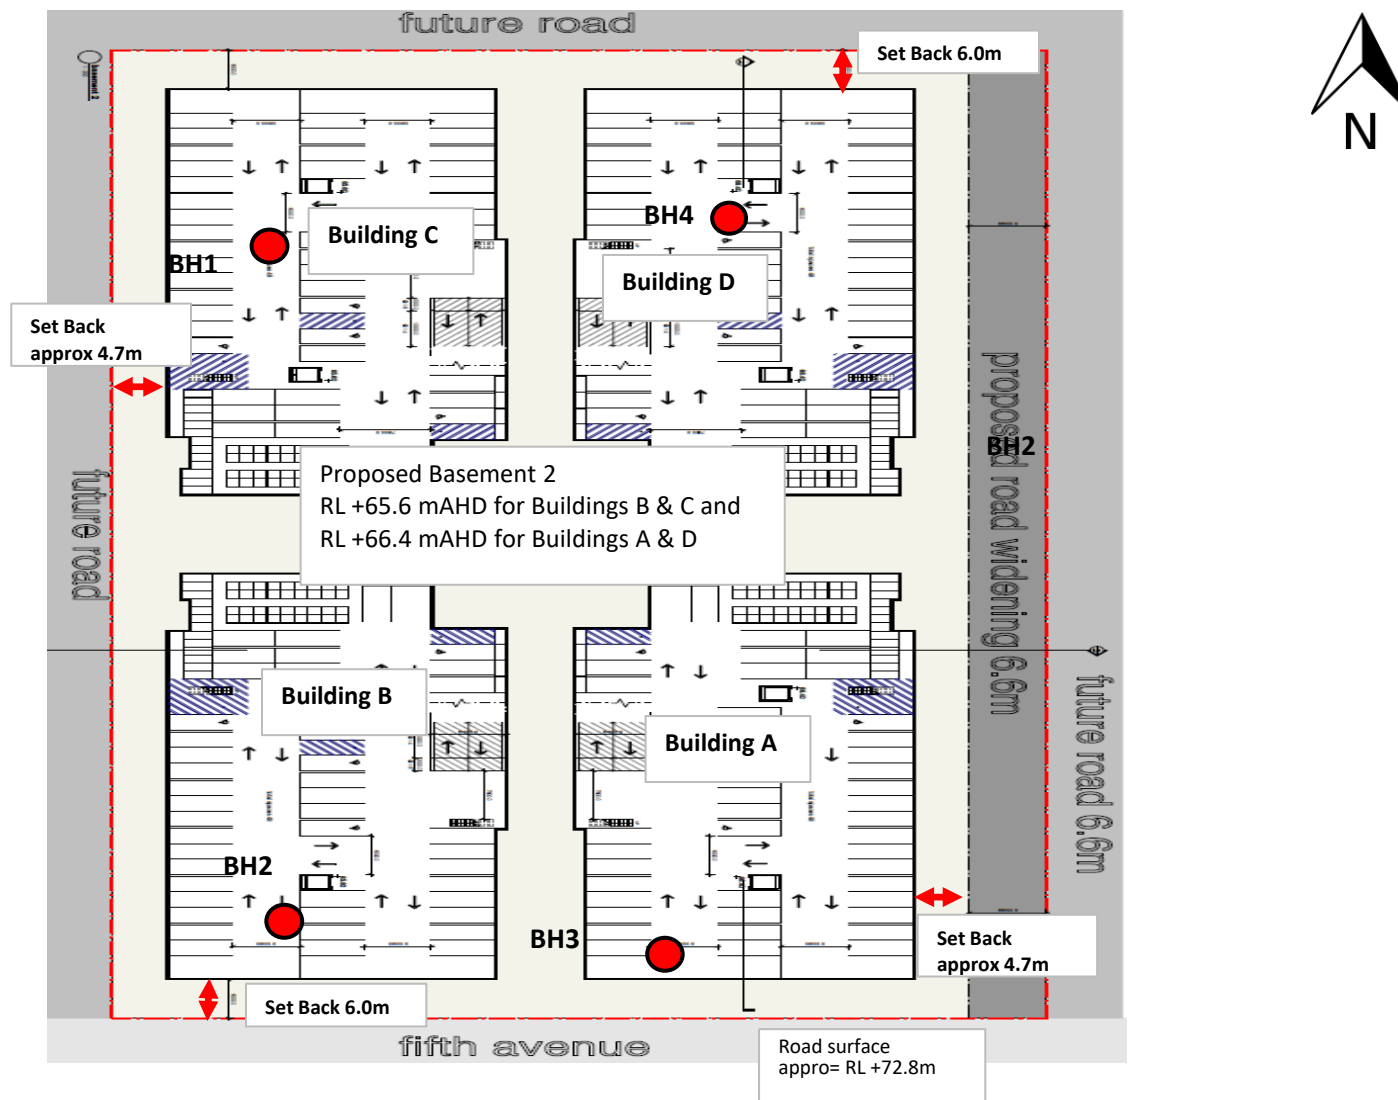 future road
Set Back 6.0m
N
basement 2
BH4
BH1
Building C
Building D
Set Back
approx 4.7m
proposed road widening 6.6m
BH2
future road
Proposed Basement 2
RL +65.6 mAHD for Buildings B & C and
RL +66.4 mAHD for Buildings A & D
Building B
Building A
future road 6.6m
BH2
BH3
Set Back
approx 4.7m
Set Back 6.0m
fifth avenue
Road surface
appro= RL +72.8m